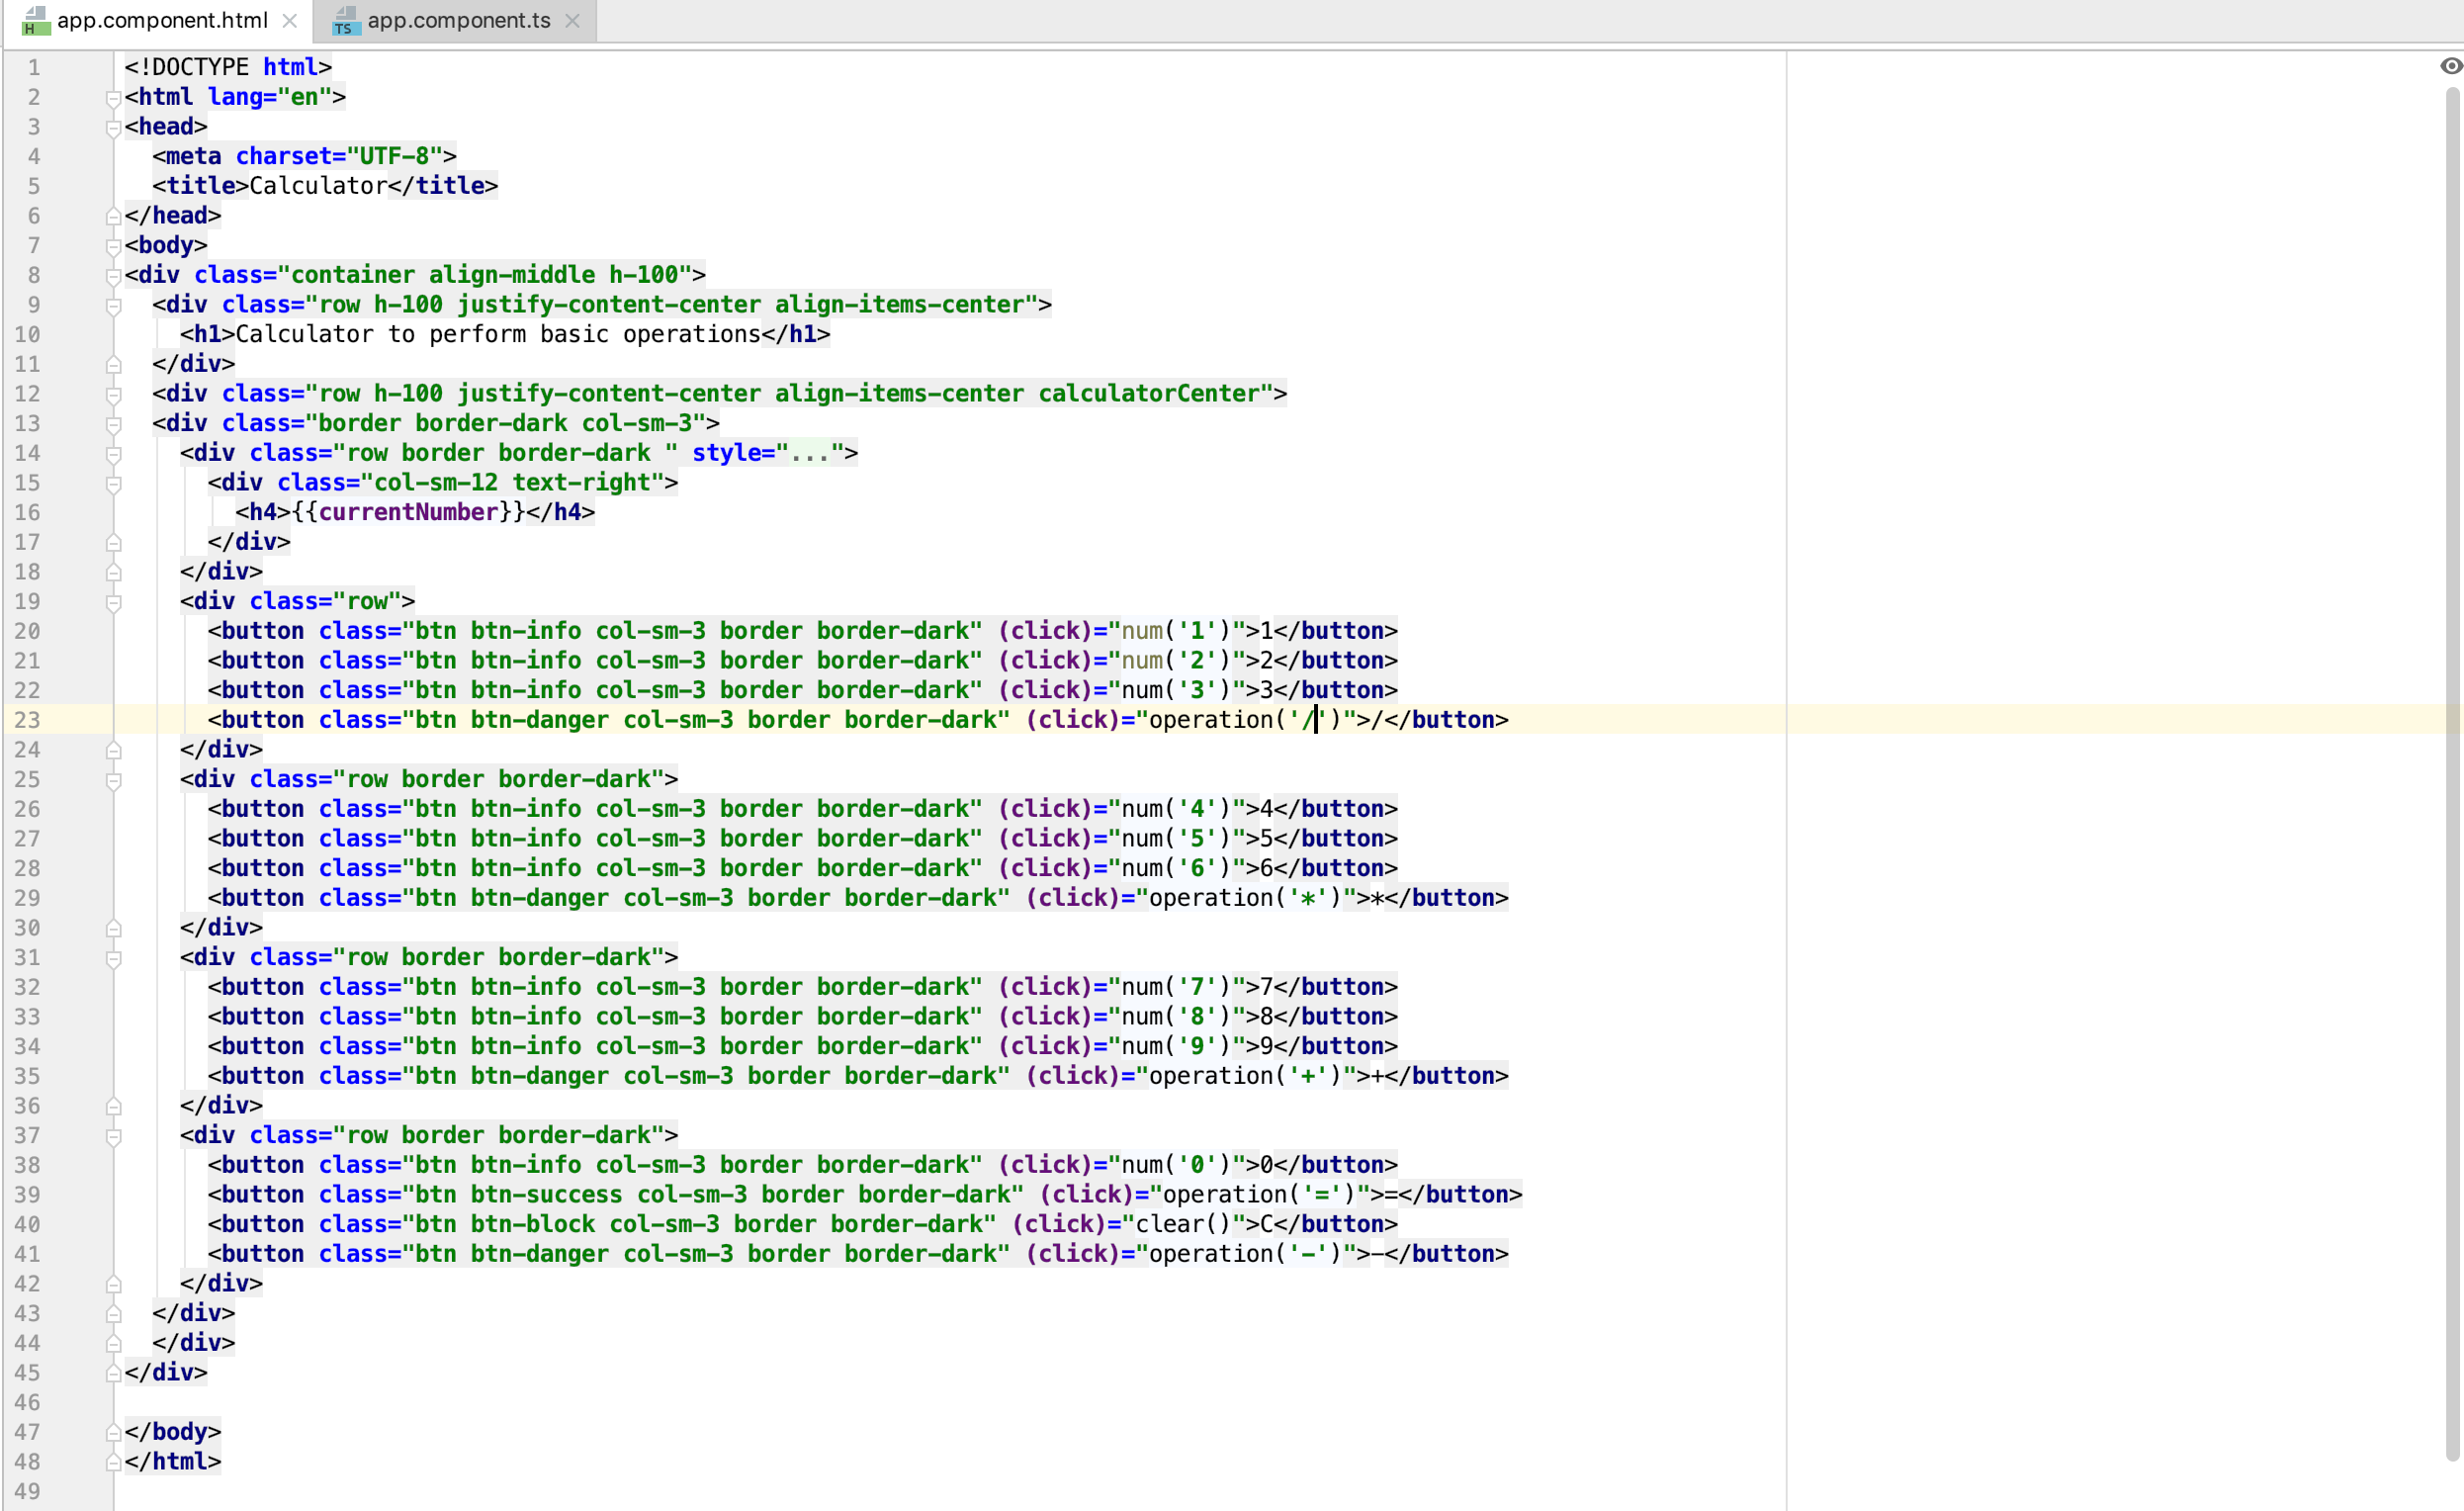 app.component.html app.component.ts
H TS
1 <!DOCTYPE html>
2 <html lang="en">
3 <head>
4   <meta charset="UTF-8">
5   <title>Calculator</title>
6 </head>
7 <body>
8 <div class="container align-middle h-100">
9   <div class="row h-100 justify-content-center align-items-center">
10     <h1>Calculator to perform basic operations</h1>
11   </div>
12   <div class="row h-100 justify-content-center align-items-center calculatorCenter">
13   <div class="border border-dark col-sm-3">
14     <div class="row border border-dark " style="...">
15       <div class="col-sm-12 text-right">
16         <h4>{{currentNumber}}</h4>
17       </div>
18     </div>
19     <div class="row">
20       <button class="btn btn-info col-sm-3 border border-dark" (click)="num('1')">1</button>
21       <button class="btn btn-info col-sm-3 border border-dark" (click)="num('2')">2</button>
22       <button class="btn btn-info col-sm-3 border border-dark" (click)="num('3')">3</button>
23       <button class="btn btn-danger col-sm-3 border border-dark" (click)="operation('/')">/</button>
24     </div>
25     <div class="row border border-dark">
26       <button class="btn btn-info col-sm-3 border border-dark" (click)="num('4')">4</button>
27       <button class="btn btn-info col-sm-3 border border-dark" (click)="num('5')">5</button>
28       <button class="btn btn-info col-sm-3 border border-dark" (click)="num('6')">6</button>
29       <button class="btn btn-danger col-sm-3 border border-dark" (click)="operation('*')">*</button>
30     </div>
31     <div class="row border border-dark">
32       <button class="btn btn-info col-sm-3 border border-dark" (click)="num('7')">7</button>
33       <button class="btn btn-info col-sm-3 border border-dark" (click)="num('8')">8</button>
34       <button class="btn btn-info col-sm-3 border border-dark" (click)="num('9')">9</button>
35       <button class="btn btn-danger col-sm-3 border border-dark" (click)="operation('+')">+</button>
36     </div>
37     <div class="row border border-dark">
38       <button class="btn btn-info col-sm-3 border border-dark" (click)="num('0')">0</button>
39       <button class="btn btn-success col-sm-3 border border-dark" (click)="operation('=')">=</button>
40       <button class="btn btn-block col-sm-3 border border-dark" (click)="clear()">C</button>
41       <button class="btn btn-danger col-sm-3 border border-dark" (click)="operation('-')">-</button>
42     </div>
43   </div>
44   </div>
45 </div>
46
47 </body>
48 </html>
49